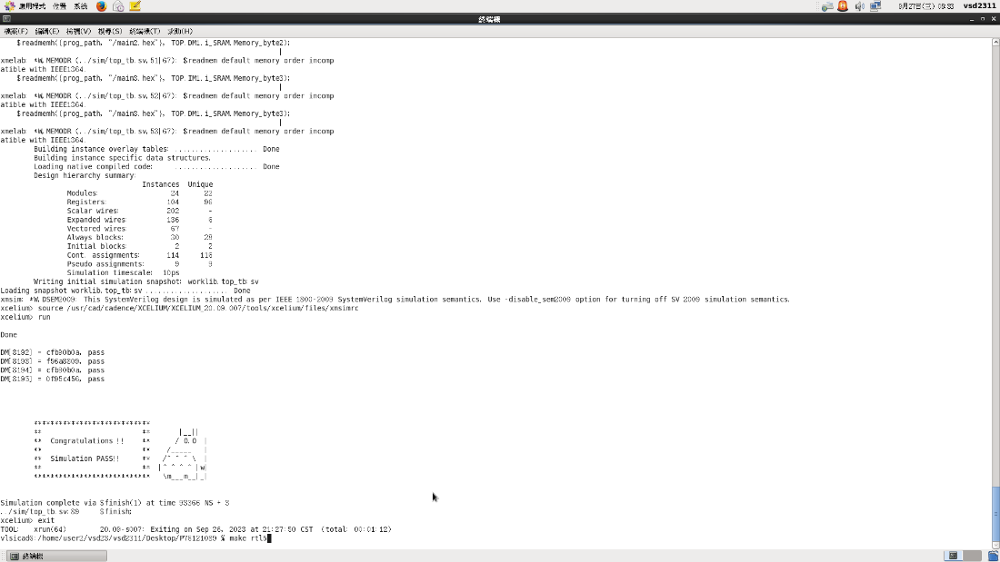 應用程式 位置 系統 9月27日(三) 05:33 vsd2311
終端機
檔案(F) 編輯(E) 檢視(V) 搜尋(S) 終端機(T) 求助(H)
$readmemh({prog_path, "/main2.hex"}, TOP.DM1.i_SRAM.Memory_byte2);
|
xmelab: *W,MEMODR (../sim/top_tb.sv,51|67): $readmem default memory order incomp
atible with IEEE1364.
$readmemh({prog_path, "/main3.hex"}, TOP.IM1.i_SRAM.Memory_byte3);
|
xmelab: *W,MEMODR (../sim/top_tb.sv,52|67): $readmem default memory order incomp
atible with IEEE1364.
$readmemh({prog_path, "/main3.hex"}, TOP.DM1.i_SRAM.Memory_byte3);
|
xmelab: *W,MEMODR (../sim/top_tb.sv,53|67): $readmem default memory order incomp
atible with IEEE1364.
Building instance overlay tables: .................... Done
Building instance specific data structures.
Loading native compiled code: .................... Done
Design hierarchy summary:
Instances Unique
Modules: 24 22
Registers: 104 96
Scalar wires: 202 -
Expanded wires: 136 6
Vectored wires: 67 -
Always blocks: 30 28
Initial blocks: 2 2
Cont. assignments: 114 116
Pseudo assignments: 9 9
Simulation timescale: 10ps
Writing initial simulation snapshot: worklib.top_tb:sv
Loading snapshot worklib.top_tb:sv .................... Done
xmsim: *W,DSEM2009: This SystemVerilog design is simulated as per IEEE 1800-2009 SystemVerilog simulation semantics. Use -disable_sem2009 option for turning off SV 2009 simulation semantics.
xcelium> source /usr/cad/cadence/XCELIUM/XCELIUM_20.09.007/tools/xcelium/files/xmsimrc
xcelium> run
Done
DM[8192] = cfb90b0a, pass
DM[8193] = f56a8809, pass
DM[8194] = cfb90b0a, pass
DM[8195] = 0f95c456, pass
****************************
** ** |__||
** Congratulations !! ** / O.O |
** ** /_____ |
** Simulation PASS!! ** /^ ^ ^ \ |
** ** |^ ^ ^ ^ |w|
**************************** \m___m__|_|
Simulation complete via $finish(1) at time 93366 NS + 3
../sim/top_tb.sv:89 $finish;
xcelium> exit
TOOL: xrun(64) 20.09-s007: Exiting on Sep 26, 2023 at 21:27:50 CST (total: 00:01:12)
vlsicad6:/home/user2/vsd23/vsd2311/Desktop/P76121089 % make rtl5
終端機